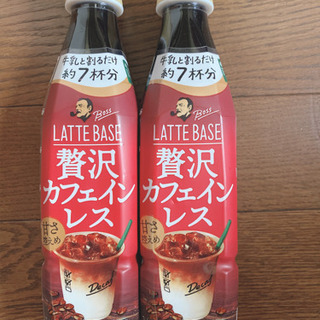 牛乳と割るだけ
約7杯分
Boss
LATTE BASE
贅沢
カフェイン
レス
甘さ
控えめ
Decaf
牛乳と割るだけ
約7杯分
Boss
LATTE BASE
贅沢
カフェイン
レス
甘さ
控えめ
Decaf